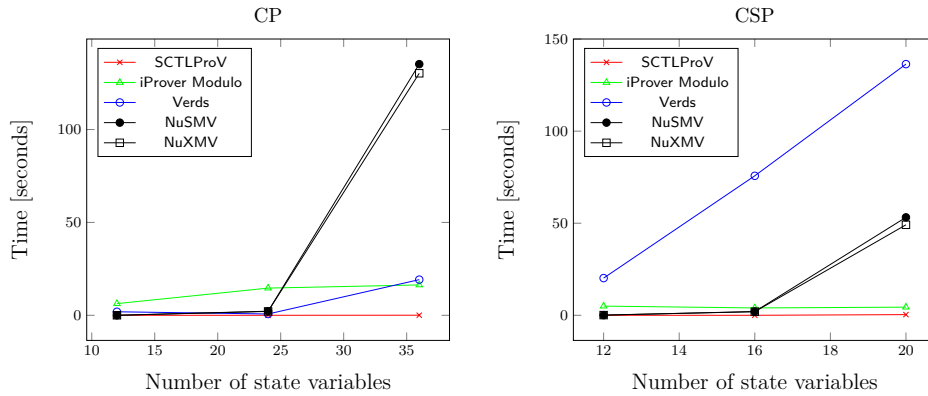 CP
SCTLProV
iProver Modulo
Verds
NuSMV
NuXMV
Time [seconds]
100
50
0
10 15 20 25 30 35
Number of state variables
CSP
SCTLProV
iProver Modulo
Verds
NuSMV
NuXMV
Time [seconds]
150
100
50
0
12 14 16 18 20
Number of state variables